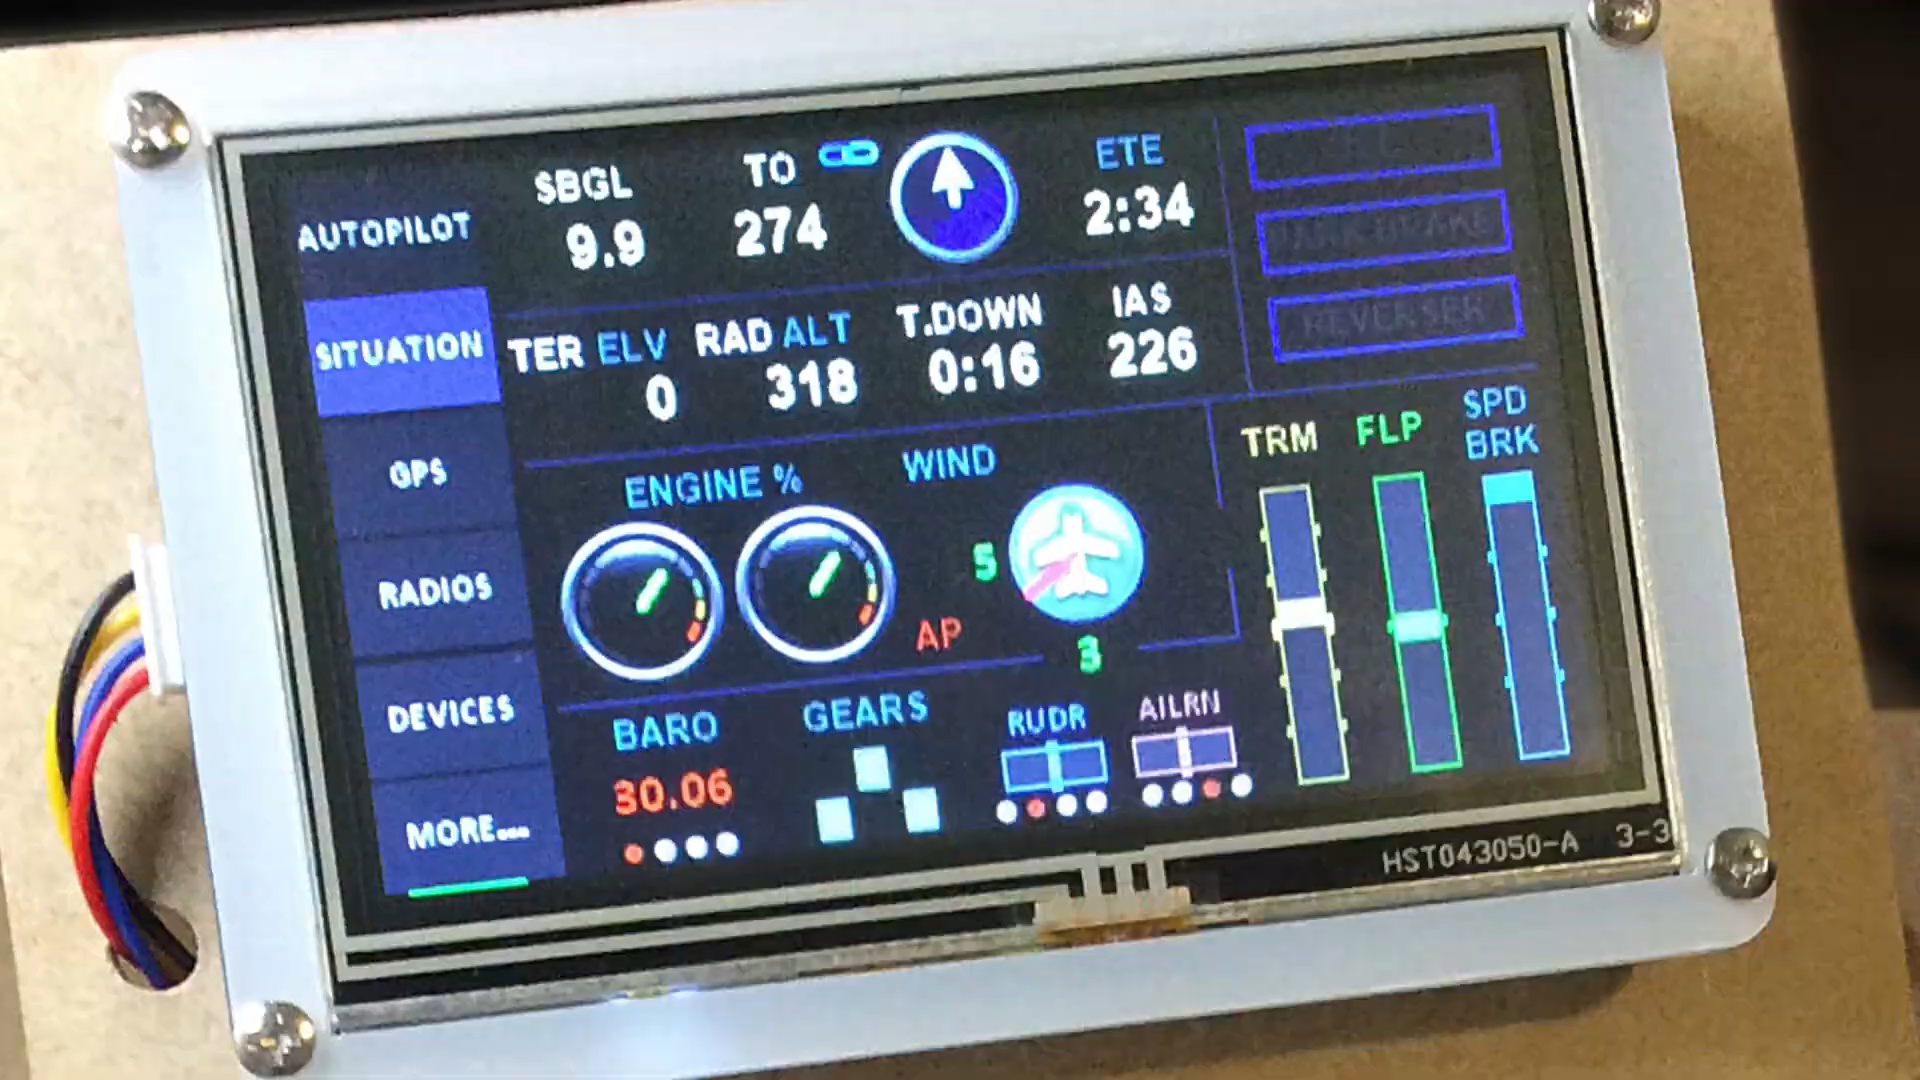 AUTOPILOT
SITUATION
GPS
RADIOS
DEVICES
MORE...
SBGL
9.9
TO
274
ETE
2:34
TER ELV
0
RAD ALT
318
T.DOWN
0:16
IAS
226
PARK BRAKE
REVERSER
ENGINE %
WIND
5
AP
3
TRM
FLP
SPD
BRK
BARO
30.06
GEARS
RUDR
AILRN
HST043050-A 3-3